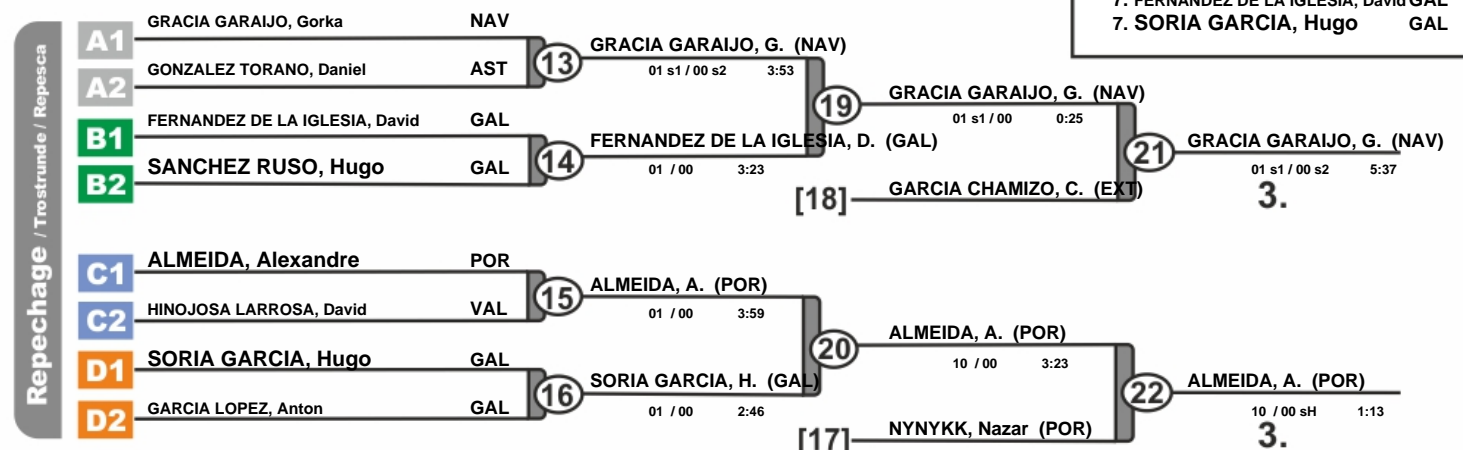 7. FERNANDEZ DE LA IGLESIA, David GAL
7. SORIA GARCIA, Hugo GAL
Repechage / Trostrunde / Repesca
A1 GRACIA GARAIJO, Gorka NAV
A2 GONZALEZ TORANO, Daniel AST
13 GRACIA GARAIJO, G. (NAV)
01 s1 / 00 s2 3:53
B1 FERNANDEZ DE LA IGLESIA, David GAL
B2 SANCHEZ RUSO, Hugo GAL
14 FERNANDEZ DE LA IGLESIA, D. (GAL)
01 / 00 3:23
19 GRACIA GARAIJO, G. (NAV)
01 s1 / 00 0:25
[18] GARCIA CHAMIZO, C. (EXT)
21 GRACIA GARAIJO, G. (NAV)
01 s1 / 00 s2 5:37
3.
C1 ALMEIDA, Alexandre POR
C2 HINOJOSA LARROSA, David VAL
15 ALMEIDA, A. (POR)
01 / 00 3:59
D1 SORIA GARCIA, Hugo GAL
D2 GARCIA LOPEZ, Anton GAL
16 SORIA GARCIA, H. (GAL)
01 / 00 2:46
20 ALMEIDA, A. (POR)
10 / 00 3:23
[17] NYNYKK, Nazar (POR)
22 ALMEIDA, A. (POR)
10 / 00 sH 1:13
3.